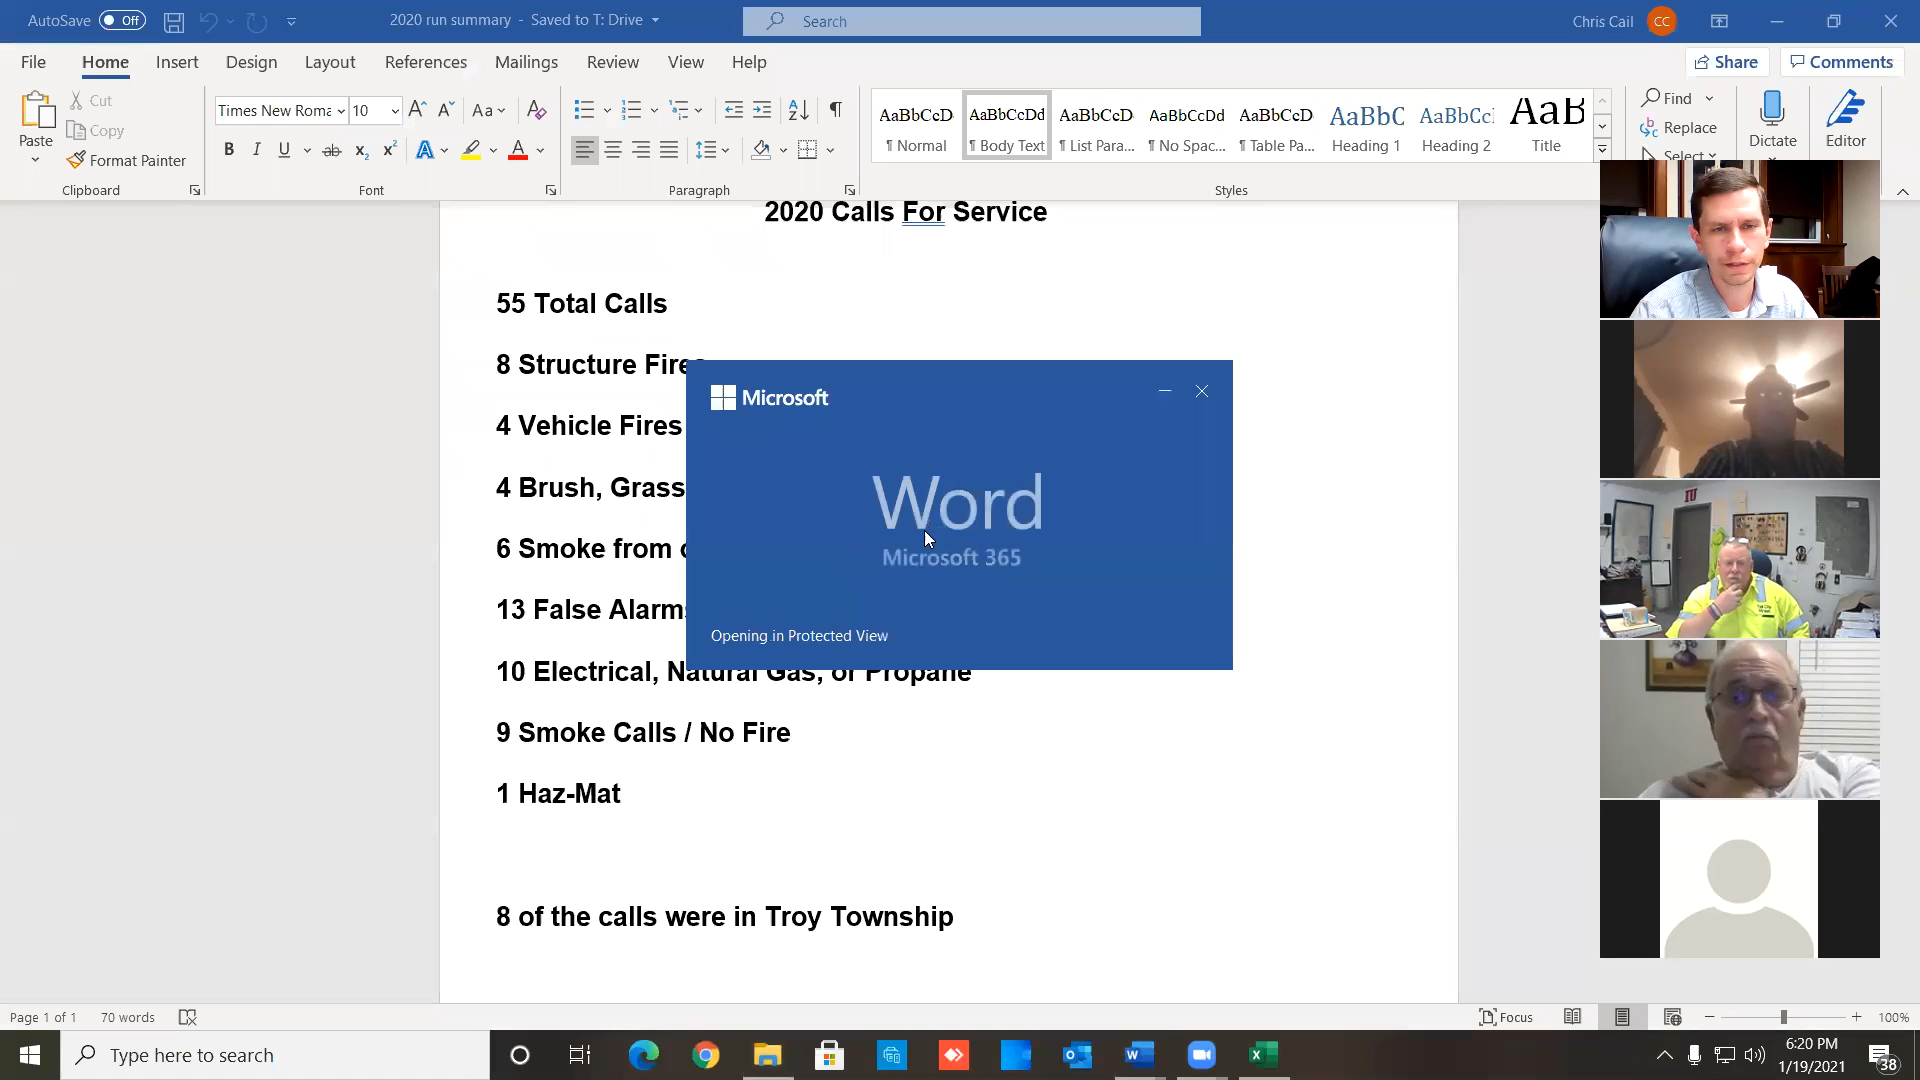 AutoSave Off 2020 run summary - Saved to T: Drive Search Chris Cail CC
File Home Insert Design Layout References Mailings Review View Help Share Comments
Paste Cut Copy Format Painter
Clipboard
Times New Roma 10
Font
Paragraph
AaBbCcD ¶ Normal
AaBbCcDd ¶ Body Text
AaBbCcD ¶ List Para...
AaBbCcDd ¶ No Spac...
AaBbCcD ¶ Table Pa...
AaBbC Heading 1
AaBbCc Heading 2
AaB Title
Styles
Find
Replace
Select
Dictate
Editor
2020 Calls For Service
55 Total Calls
8 Structure Fires
4 Vehicle Fires
4 Brush, Grass
6 Smoke from
13 False Alarms
10 Electrical, Natural Gas, or Propane
9 Smoke Calls / No Fire
1 Haz-Mat
8 of the calls were in Troy Township
Microsoft
Word
Microsoft 365
Opening in Protected View
IU
Page 1 of 1 70 words Focus 100%
Type here to search
6:20 PM
1/19/2021
38